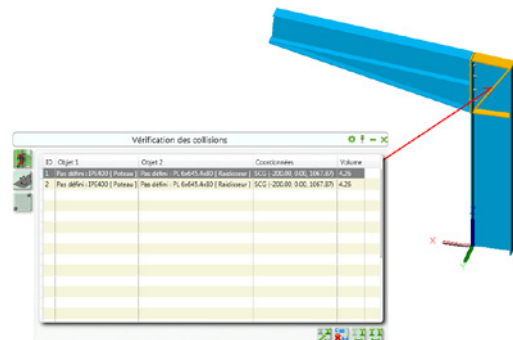 Vérification des collisions
ID Objet 1 Objet 2 Coordonnées Volume
1 Pas défini : IPE400 [ Poteau ] Pas défini : PL 6x645.4x80 [ Raidisseur ] SCG (-200.00, 0.00, 1067.87) 4.26
2 Pas défini : IPE400 [ Poteau ] Pas défini : PL 6x645.4x80 [ Raidisseur ] SCG (-200.00, 0.00, 1067.87) 4.26
X
Y